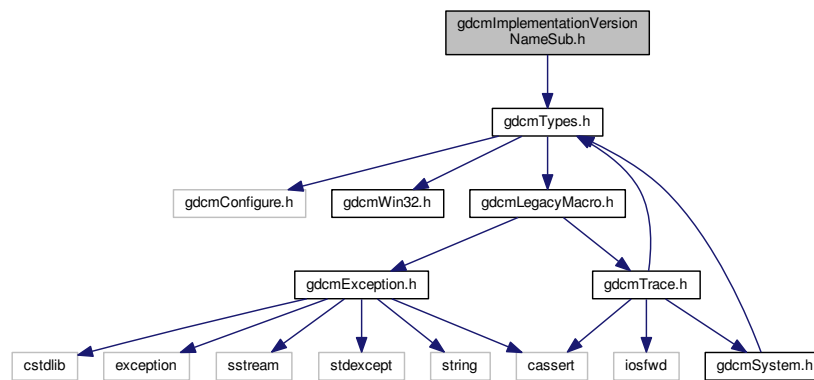 gdcmImplementationVersion
NameSub.h
gdcmTypes.h
gdcmConfigure.h
gdcmWin32.h
gdcmLegacyMacro.h
gdcmException.h
gdcmTrace.h
cstdlib
exception
sstream
stdexcept
string
cassert
iosfwd
gdcmSystem.h